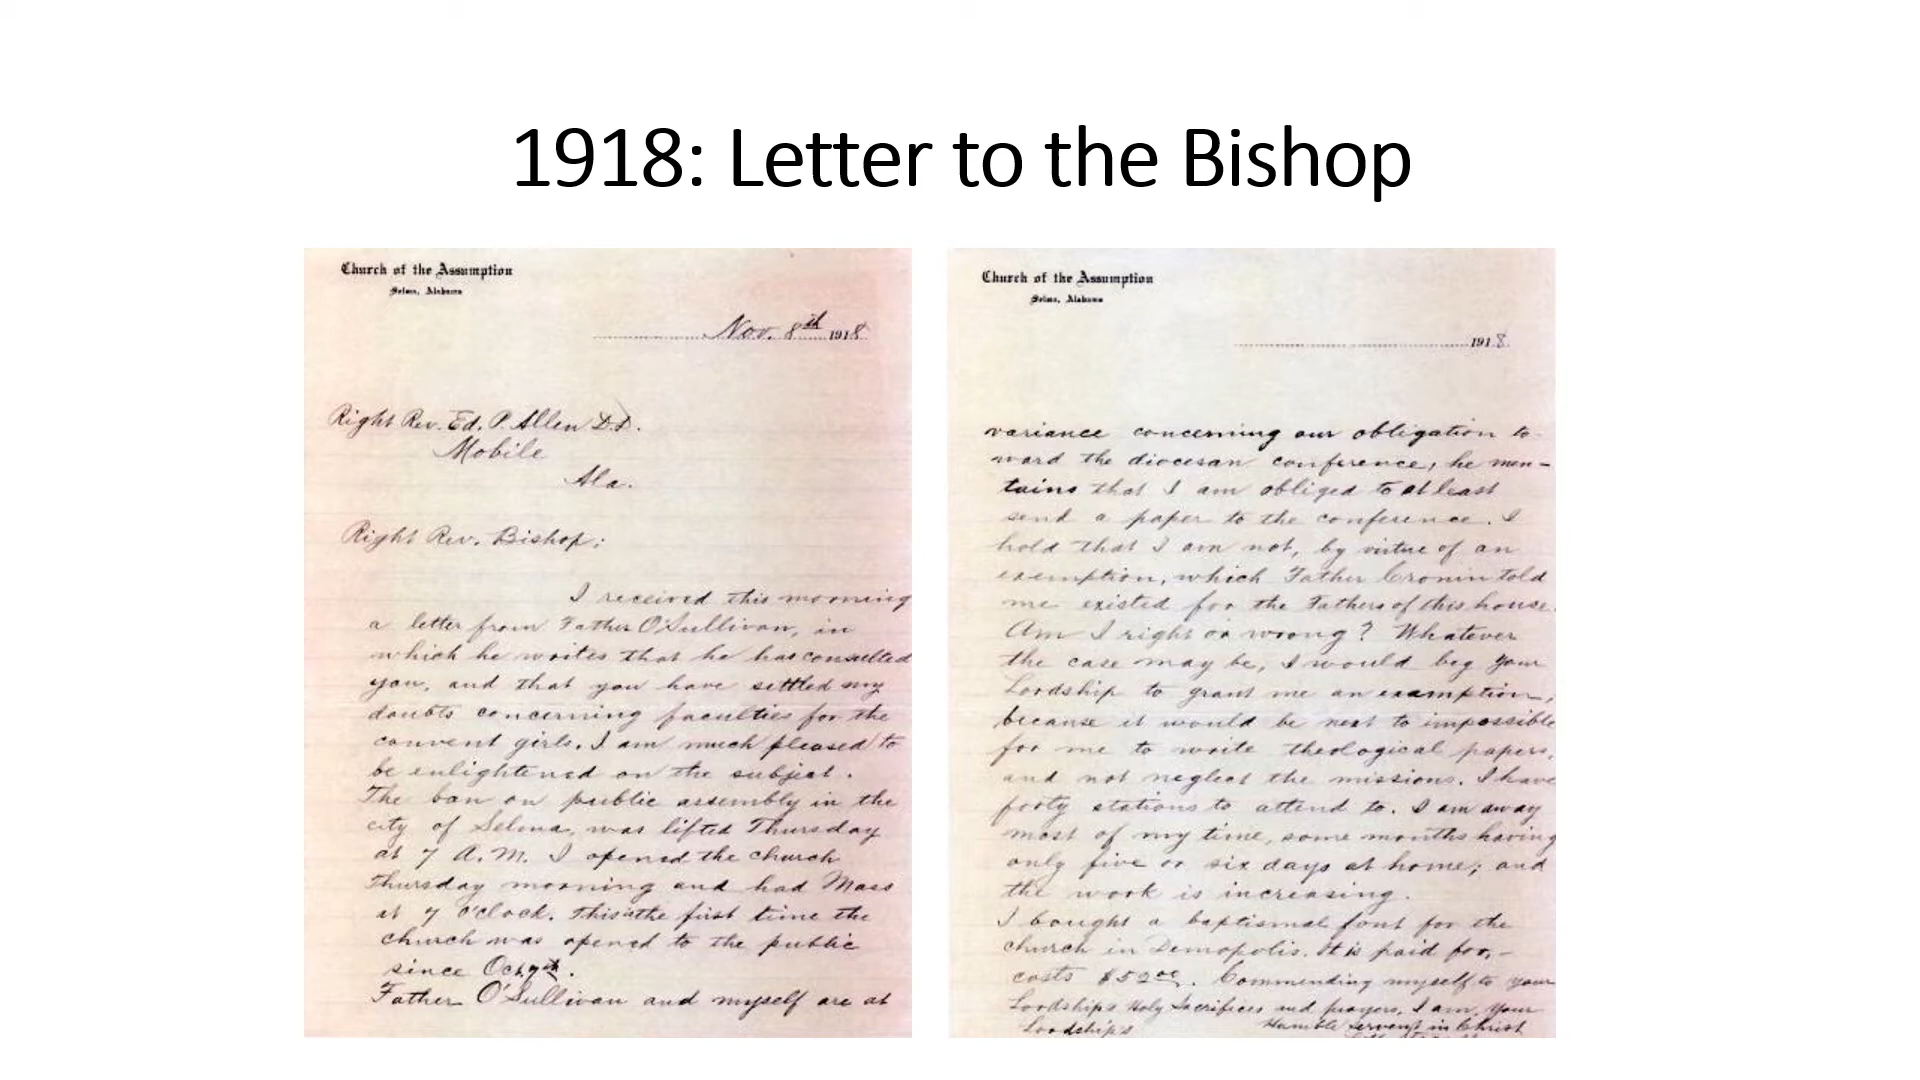 1918: Letter to the Bishop
Church of the Assumption
Selma, Alabama
Nov. 8th 1918
Right Rev. Ed. P. Allen D.D.
Mobile
Ala.
Right Rev. Bishop;
I received this morning
a letter from Father O'Sullivan, in
which he writes that he has consulted
you, and that you have settled my
doubts concerning faculties for the
convent girls. I am much pleased to
be enlightened on the subject.
The ban on public assembly in the
city of Selma, was lifted Thursday
at 7 A.M. I opened the church
Thursday morning and had Mass
at 7 o'clock. This is the first time the
church was opened to the public
since Oct. 7th.
Father O'Sullivan and myself are at
Church of the Assumption
Selma, Alabama
1918
variance concerning our obligation to-
ward the diocesan conference; he men-
tains that I am obliged to at least
send a paper to the conference. I
hold that I am not, by virtue of an
exemption, which Father Cronin told
me existed for the Fathers of this house.
Am I right or wrong? Whatever
the case may be, I would beg your
Lordship to grant me an examption,
because it would be next to impossible
for me to write theological papers,
and not neglect the missions. I have
forty stations to attend to. I am away
most of my time, some months having
only five or six days at home; and
the work is increasing.
I bought a baptismal font for the
church in Demopolis. It is paid for,-
costs $52.00. Commending myself to your
Lordship's Holy Sacrifices and prayers, I am, Your
Lordship's Humble servant in Christ